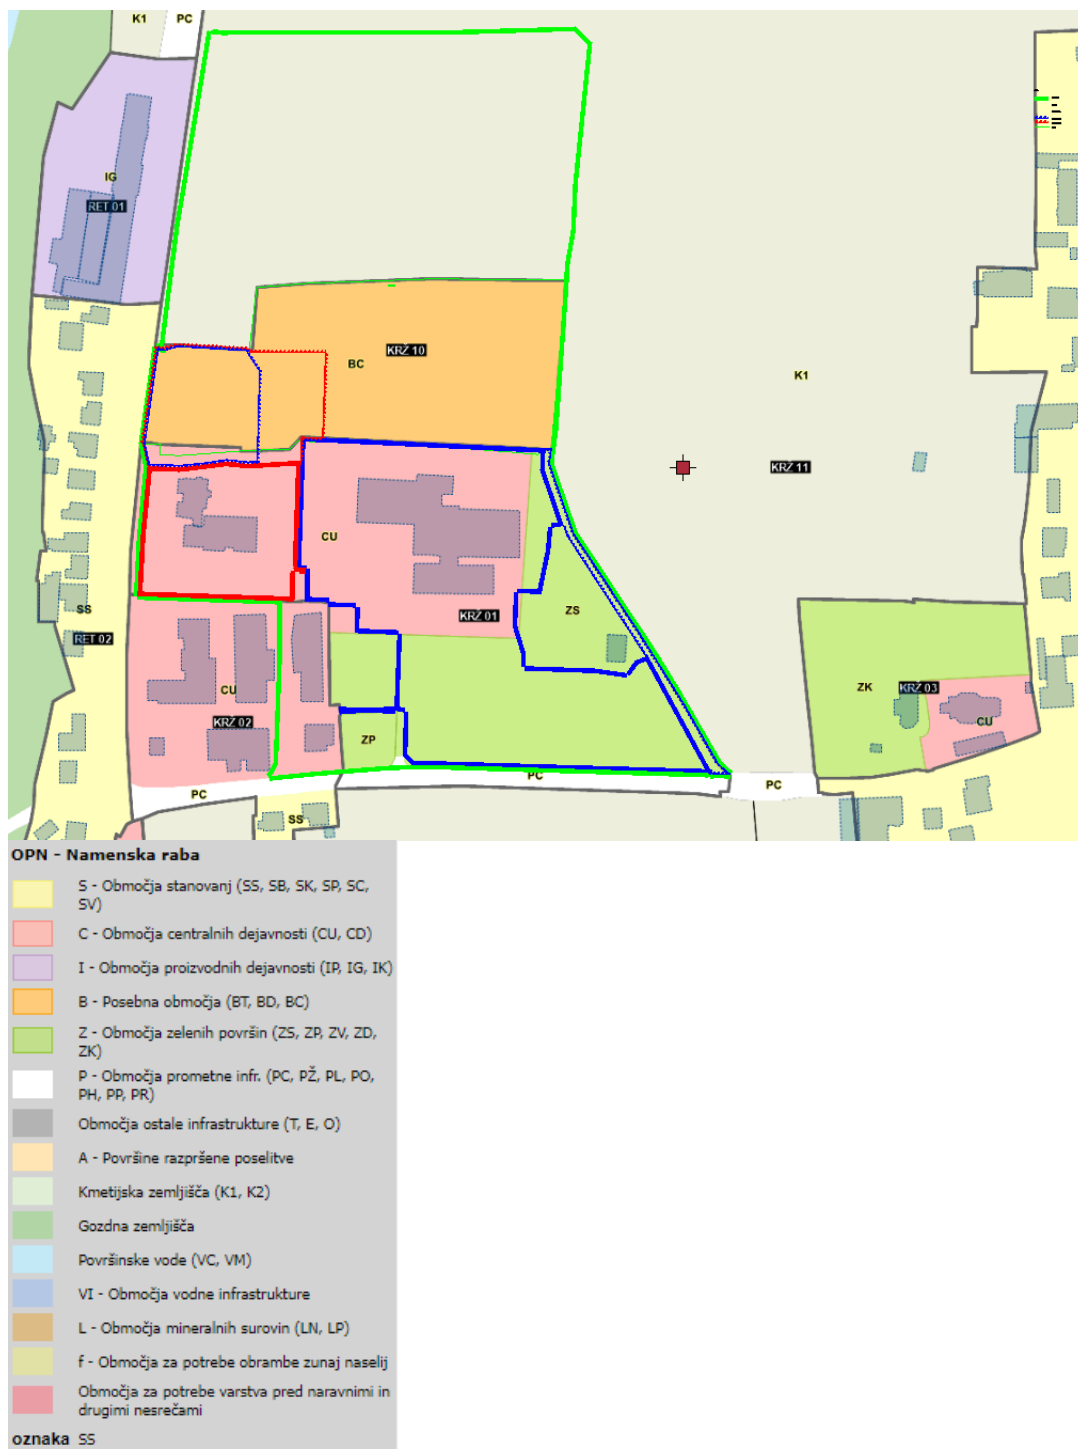 K1 PC
IG
RET 01
BC
KRŽ 10
K1
KRŽ 11
CU
KRŽ 01
ZS
SS
RET 02
CU
KRŽ 02
ZP
ZK
KRŽ 03
CU
PC
PC
PC
SS
OPN - Namenska raba
S - Območja stanovanj (SS, SB, SK, SP, SC,
SV)
C - Območja centralnih dejavnosti (CU, CD)
I - Območja proizvodnih dejavnosti (IP, IG, IK)
B - Posebna območja (BT, BD, BC)
Z - Območja zelenih površin (ZS, ZP, ZV, ZD,
ZK)
P - Območja prometne infr. (PC, PŽ, PL, PO,
PH, PP, PR)
Območja ostale infrastrukture (T, E, O)
A - Površine razpršene poselitve
Kmetijska zemljišča (K1, K2)
Gozdna zemljišča
Površinske vode (VC, VM)
VI - Območja vodne infrastrukture
L - Območja mineralnih surovin (LN, LP)
f - Območja za potrebe obrambe zunaj naselij
Območja za potrebe varstva pred naravnimi in
drugimi nesrečami
oznaka SS